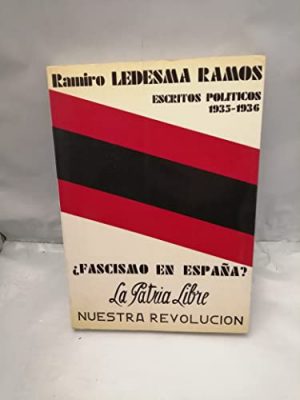 Ramiro LEDESMA RAMOS
ESCRITOS POLITICOS
1935-1936
¿FASCISMO EN ESPAÑA?
La Patria Libre
NUESTRA REVOLUCION